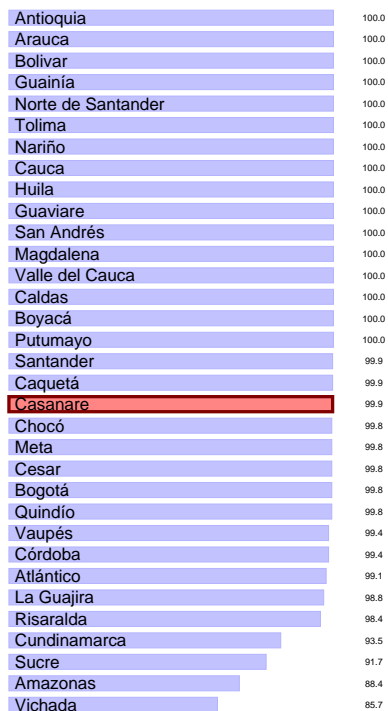 Antioquia 100.0
Arauca 100.0
Bolivar 100.0
Guainía 100.0
Norte de Santander 100.0
Tolima 100.0
Nariño 100.0
Cauca 100.0
Huila 100.0
Guaviare 100.0
San Andrés 100.0
Magdalena 100.0
Valle del Cauca 100.0
Caldas 100.0
Boyacá 100.0
Putumayo 100.0
Santander 99.9
Caquetá 99.9
Casanare 99.9
Chocó 99.8
Meta 99.8
Cesar 99.8
Bogotá 99.8
Quindío 99.8
Vaupés 99.4
Córdoba 99.4
Atlántico 99.1
La Guajira 98.8
Risaralda 98.4
Cundinamarca 93.5
Sucre 91.7
Amazonas 88.4
Vichada 85.7